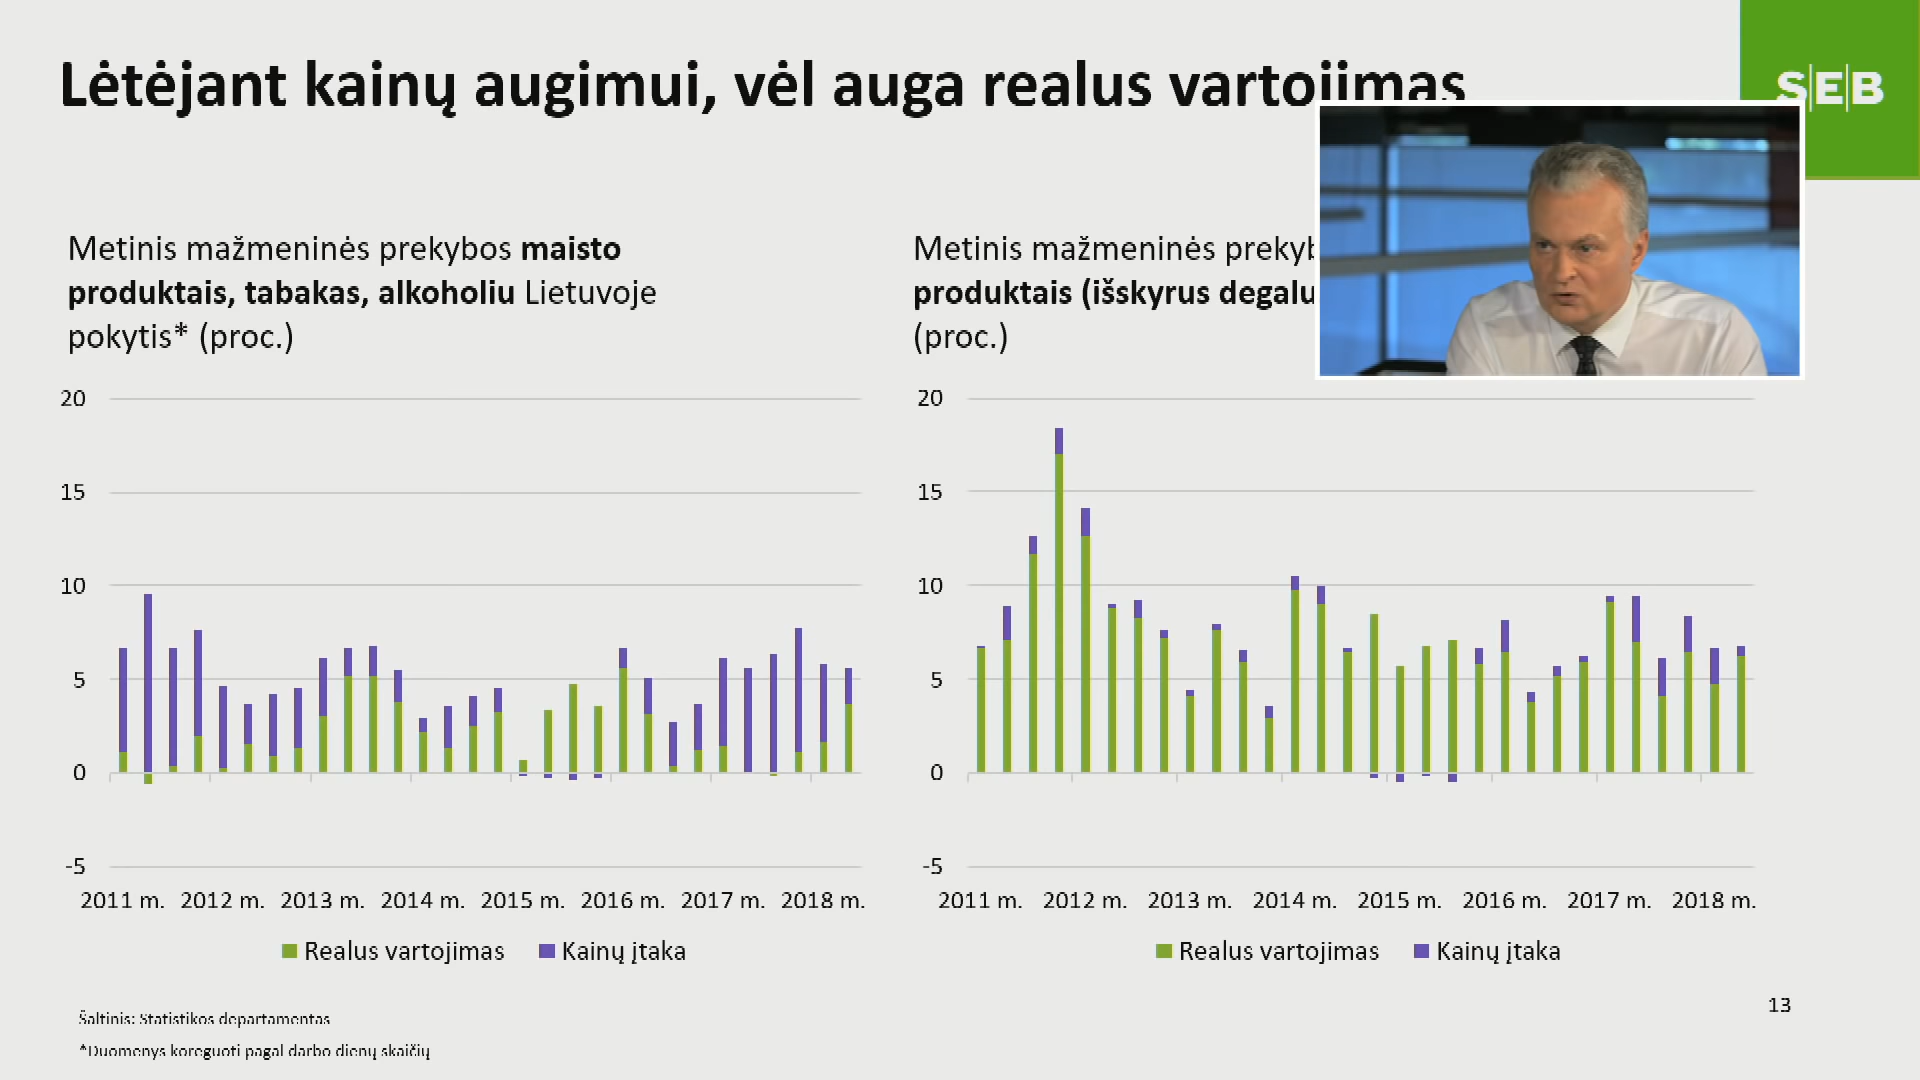 Lėtėjant kainų augimui, vėl auga realus vartojimas
SEB
Metinis mažmeninės prekybos maisto
produktais, tabakas, alkoholiu Lietuvoje
pokytis* (proc.)
20
15
10
5
0
-5
2011 m. 2012 m. 2013 m. 2014 m. 2015 m. 2016 m. 2017 m. 2018 m.
Realus vartojimas Kainų įtaka
Metinis mažmeninės
produktais (išskyrus
(proc.)
20
15
10
5
0
-5
2011 m. 2012 m. 2013 m. 2014 m. 2015 m. 2016 m. 2017 m. 2018 m.
Realus vartojimas Kainų įtaka
Šaltinis: Statistikos departamentas
*Duomenys koreguoti pagal darbo dienų skaičių
13